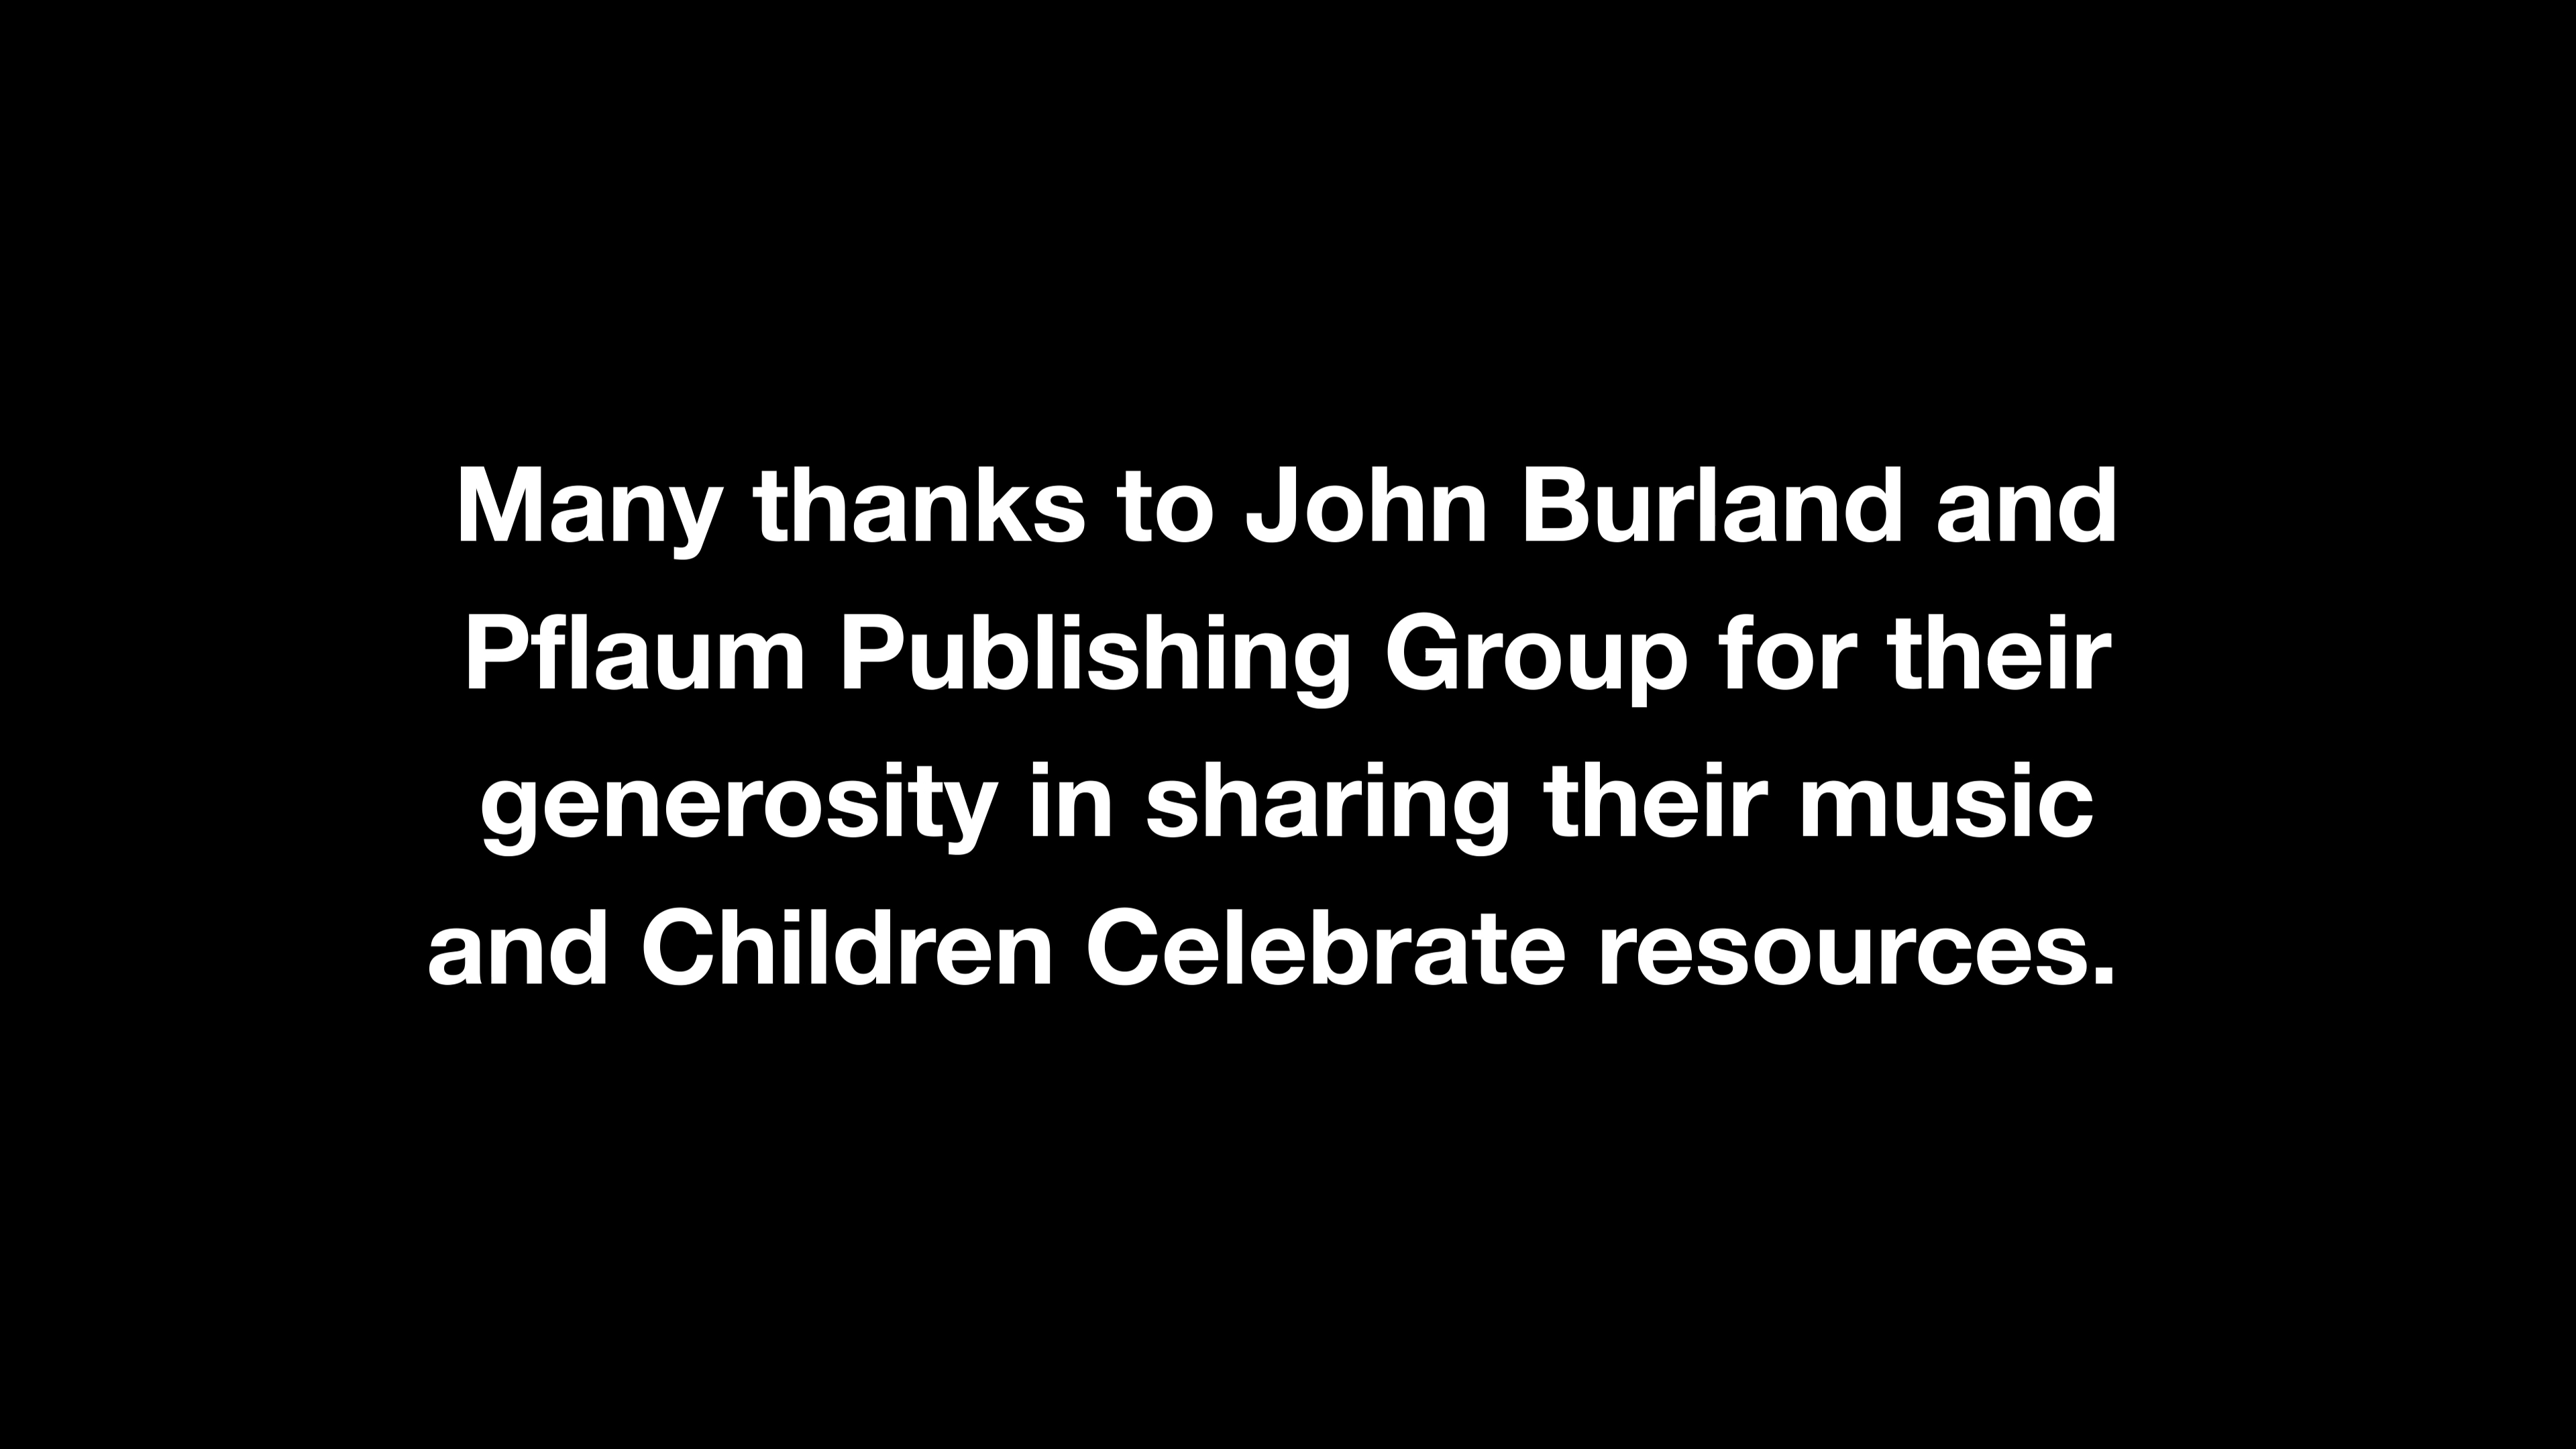 Many thanks to John Burland and
Pflaum Publishing Group for their
generosity in sharing their music
and Children Celebrate resources.